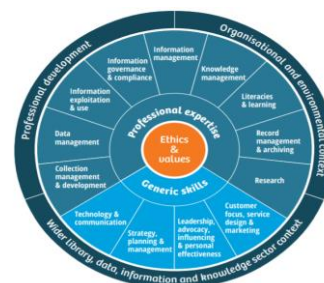 Professional development
Organisational and environmental context
Wider library, data, information and knowledge sector context
Professional expertise
Ethics
&
values
Generic skills
Collection
management
& development
Data
management
Information
exploitation
& use
Information
governance
& compliance
Information
management
Knowledge
management
Literacies
& learning
Record
management
& archiving
Research
Technology &
communication
Strategy,
planning &
management
Leadership,
advocacy,
influencing
& personal
effectiveness
Customer
focus, service
design &
marketing